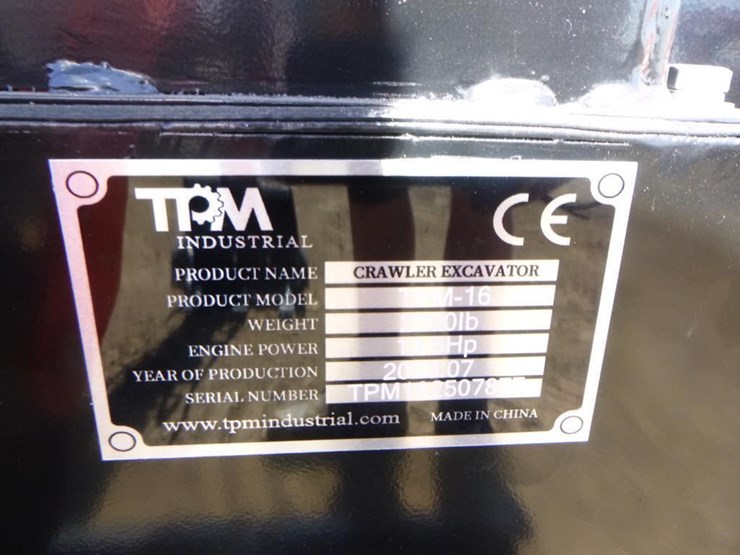 TPM
INDUSTRIAL
CE
PRODUCT NAME CRAWLER EXCAVATOR
PRODUCT MODEL
WEIGHT
ENGINE POWER
YEAR OF PRODUCTION
SERIAL NUMBER
www.tpmindustrial.com MADE IN CHINA